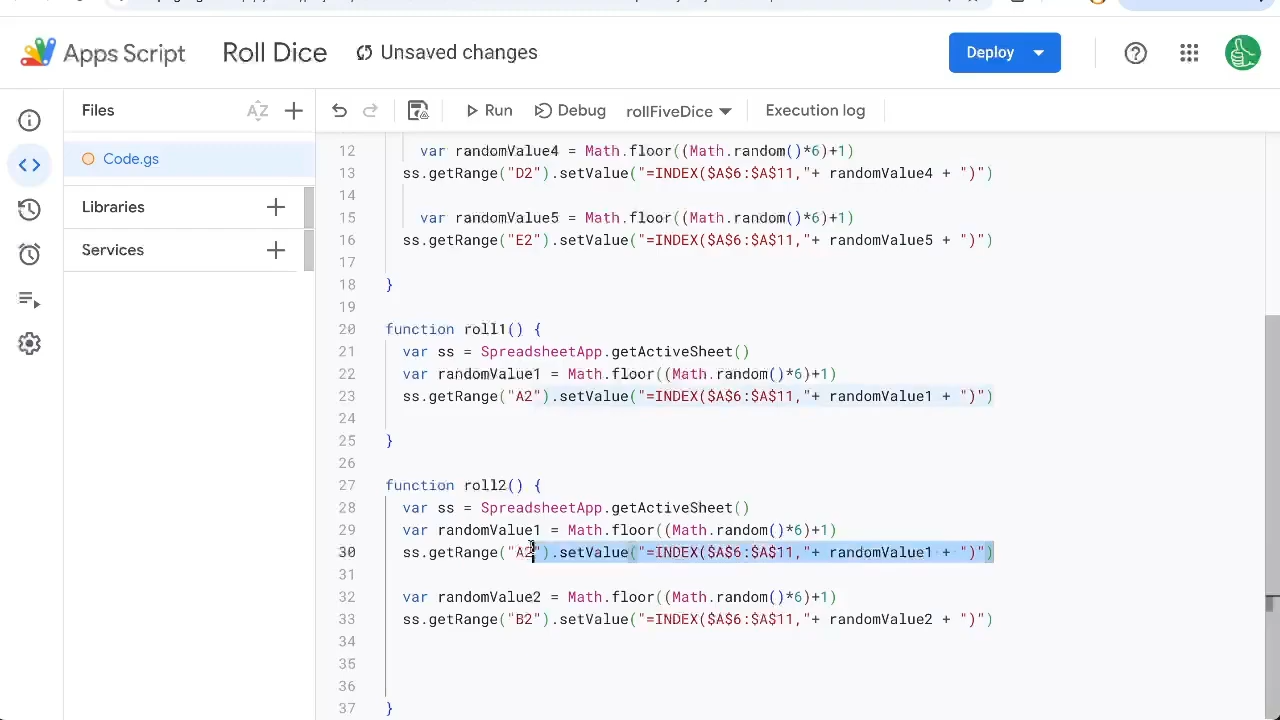 Apps Script
Roll Dice
Unsaved changes
Deploy
Files
AZ
Run
Debug
rollFiveDice
Execution log
Code.gs
Libraries
Services
12 var randomValue4 = Math.floor((Math.random()*6)+1)
13 ss.getRange("D2").setValue("=INDEX($A$6:$A$11,"+ randomValue4 + ")")
14
15 var randomValue5 = Math.floor((Math.random()*6)+1)
16 ss.getRange("E2").setValue("=INDEX($A$6:$A$11,"+ randomValue5 + ")")
17
18 }
19
20 function roll1() {
21 var ss = SpreadsheetApp.getActiveSheet()
22 var randomValue1 = Math.floor((Math.random()*6)+1)
23 ss.getRange("A2").setValue("=INDEX($A$6:$A$11,"+ randomValue1 + ")")
24
25 }
26
27 function roll2() {
28 var ss = SpreadsheetApp.getActiveSheet()
29 var randomValue1 = Math.floor((Math.random()*6)+1)
30 ss.getRange("A2").setValue("=INDEX($A$6:$A$11,"+ randomValue1 + ")")
31
32 var randomValue2 = Math.floor((Math.random()*6)+1)
33 ss.getRange("B2").setValue("=INDEX($A$6:$A$11,"+ randomValue2 + ")")
34
35
36
37 }